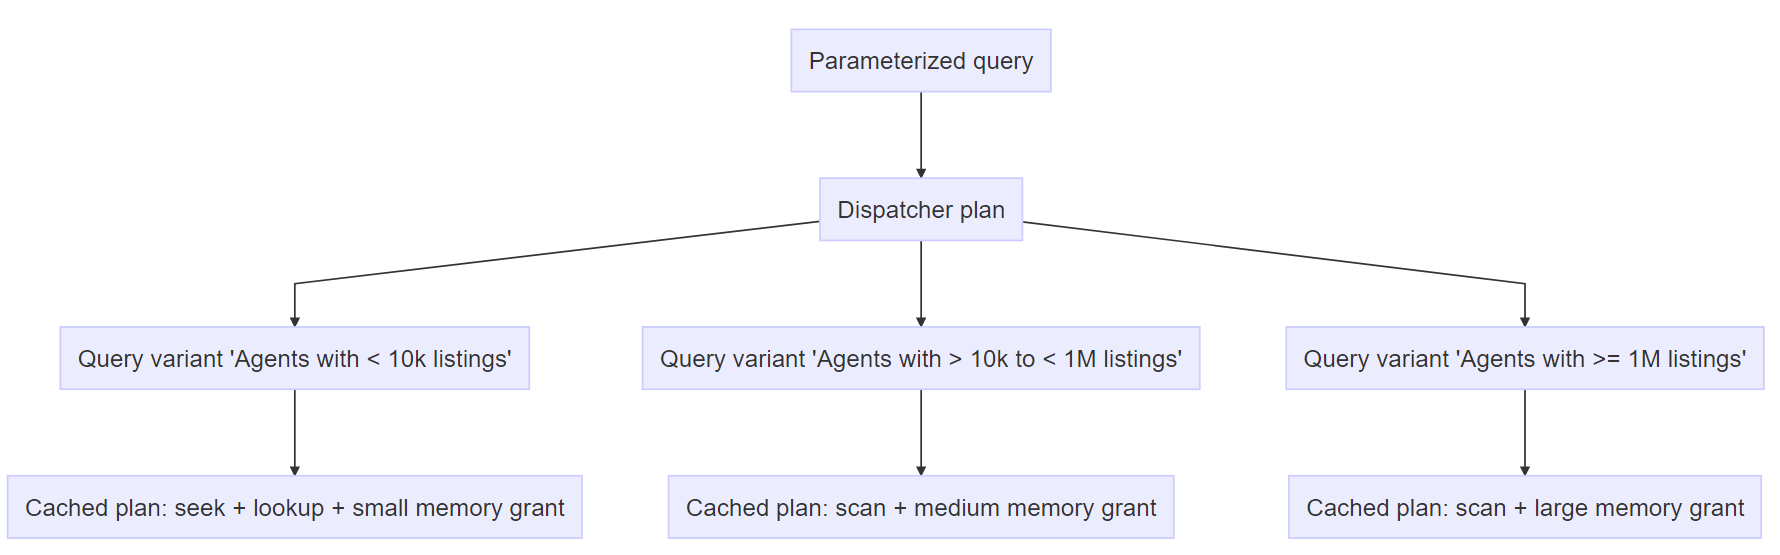 Parameterized query
Dispatcher plan
Query variant 'Agents with < 10k listings'
Query variant 'Agents with > 10k to < 1M listings'
Query variant 'Agents with >= 1M listings'
Cached plan: seek + lookup + small memory grant
Cached plan: scan + medium memory grant
Cached plan: scan + large memory grant